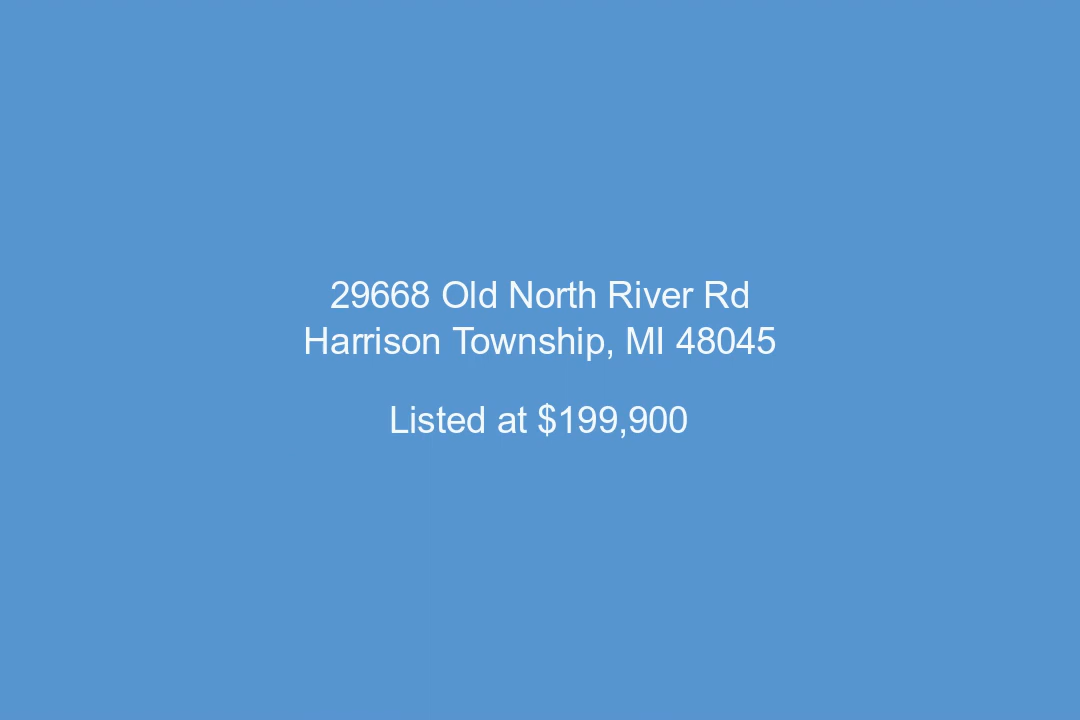 29668 Old North River Rd
Harrison Township, MI 48045
Listed at $199,900